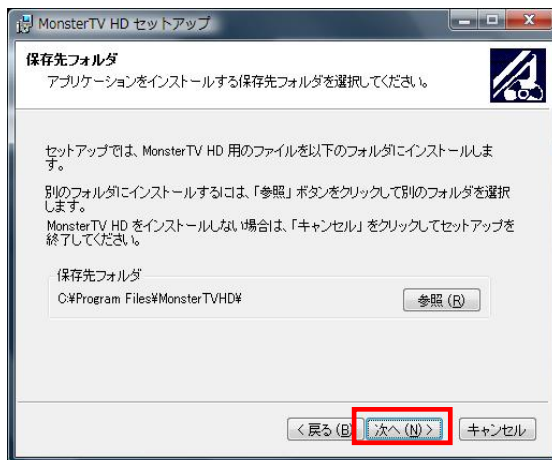 MonsterTV HD セットアップ
保存先フォルダ
アプリケーションをインストールする保存先フォルダを選択してください。
セットアップでは、MonsterTV HD 用のファイルを以下のフォルダにインストールしま
す。
別のフォルダにインストールするには、「参照」ボタンをクリックして別のフォルダを選択
します。
MonsterTV HD をインストールしない場合は、「キャンセル」をクリックしてセットアップを
終了してください。
保存先フォルダ
C:¥Program Files¥MonsterTVHD¥
参照 (R)
< 戻る (B)
次へ (N) >
キャンセル